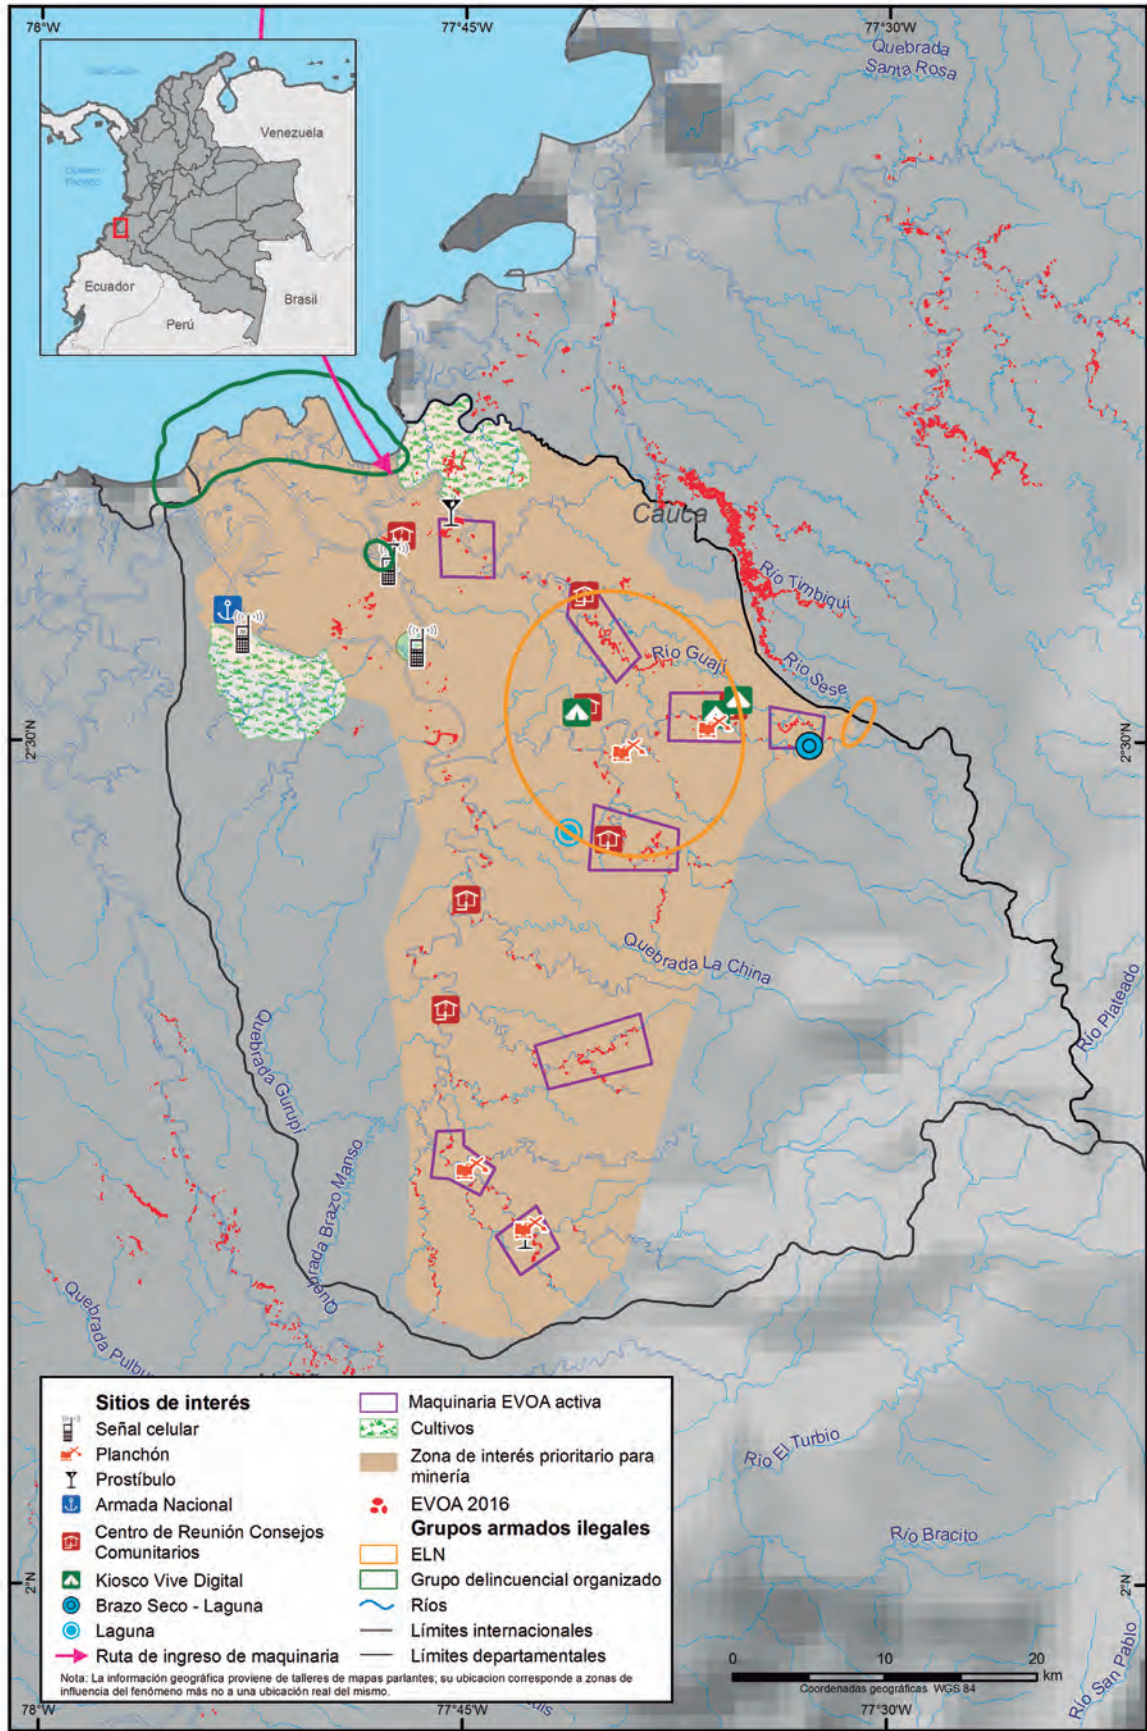 78°W
77°45'W
77°30'W
Quebrada
Santa Rosa
Venezuela
Ecuador
Perú
Brasil
Cauca
Río Timbiquí
Río Guají
Río Sese
2°30'N
2°30'N
Quebrada La China
Río Plateado
Quebrada Gurupí
Quebrada Brazo Manso
Quebrada Pulbu
Río El Turbio
Río Bracito
Río San Pablo
2°N
2°N
Sitios de interés
Señal celular
Planchón
Prostíbulo
Armada Nacional
Centro de Reunión Consejos
Comunitarios
Kiosco Vive Digital
Brazo Seco - Laguna
Laguna
Ruta de ingreso de maquinaria
Maquinaria EVOA activa
Cultivos
Zona de interés prioritario para
minería
EVOA 2016
Grupos armados ilegales
ELN
Grupo delincuencial organizado
Ríos
Límites internacionales
Límites departamentales
Nota: La información geográfica proviene de talleres de mapas parlantes; su ubicacion corresponde a zonas de
influencia del fenómeno más no a una ubicación real del mismo.
0 10 20
km
Coordenadas geográficas WGS 84
78°W
77°45'W
77°30'W